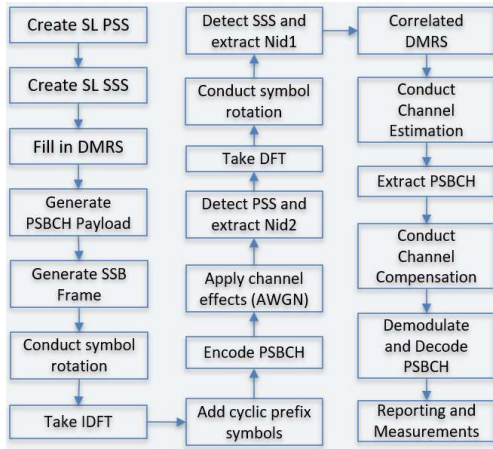 Create SL PSS
Create SL SSS
Fill in DMRS
Generate
PSBCH Payload
Generate SSB
Frame
Conduct symbol
rotation
Take IDFT
Add cyclic prefix
symbols
Encode PSBCH
Apply channel
effects (AWGN)
Detect PSS and
extract Nid2
Take DFT
Conduct symbol
rotation
Detect SSS and
extract Nid1
Correlated
DMRS
Conduct
Channel
Estimation
Extract PSBCH
Conduct
Channel
Compensation
Demodulate
and Decode
PSBCH
Reporting and
Measurements